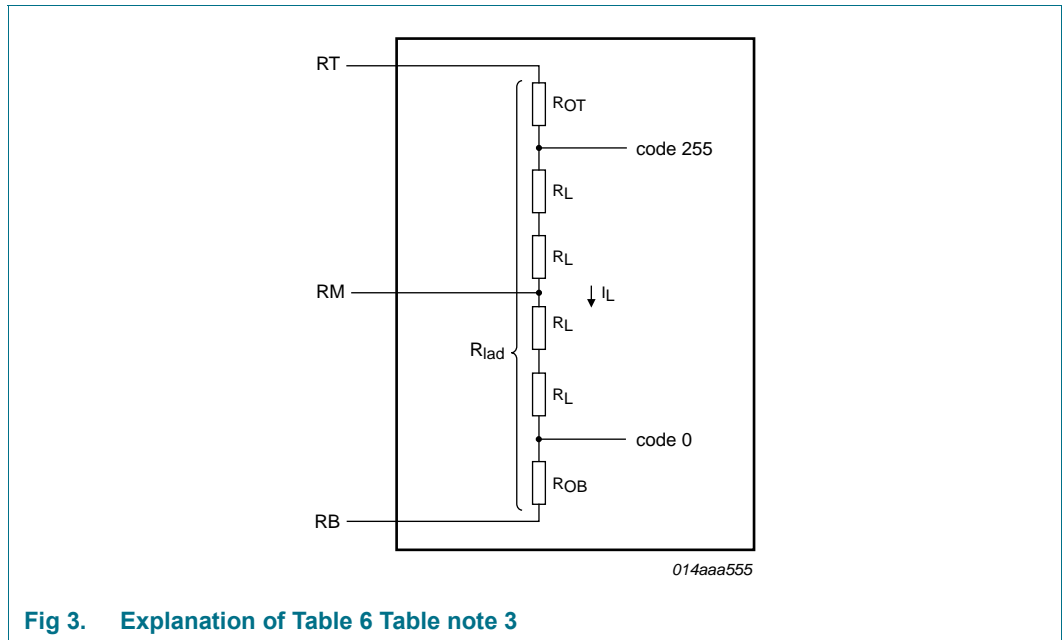 RT
ROT
code 255
RL
RL
RM
IL
RL
Rlad
RL
code 0
ROB
RB
014aaa555
Fig 3. Explanation of Table 6 Table note 3